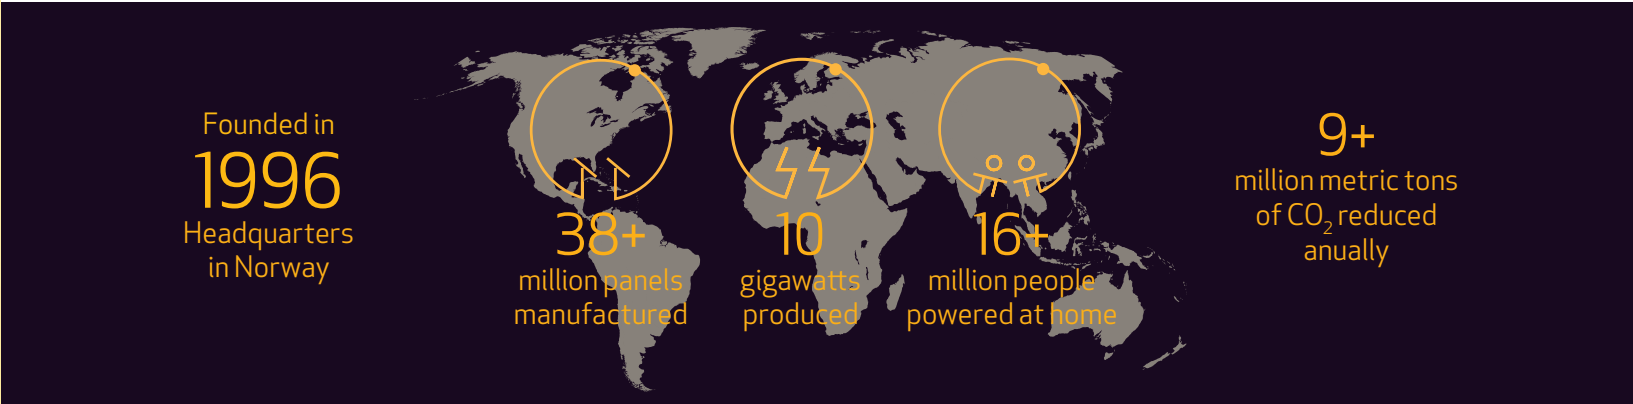 Founded in
1996
Headquarters
in Norway
38+
million panels
manufactured
10
gigawatts
produced
16+
million people
powered at home
9+
million metric tons
of CO₂ reduced
anually